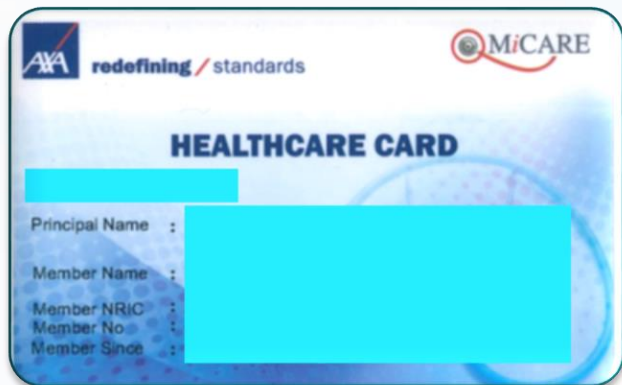 AXA redefining / standards
MiCARE
HEALTHCARE CARD
Principal Name :
Member Name :
Member NRIC :
Member No :
Member Since :